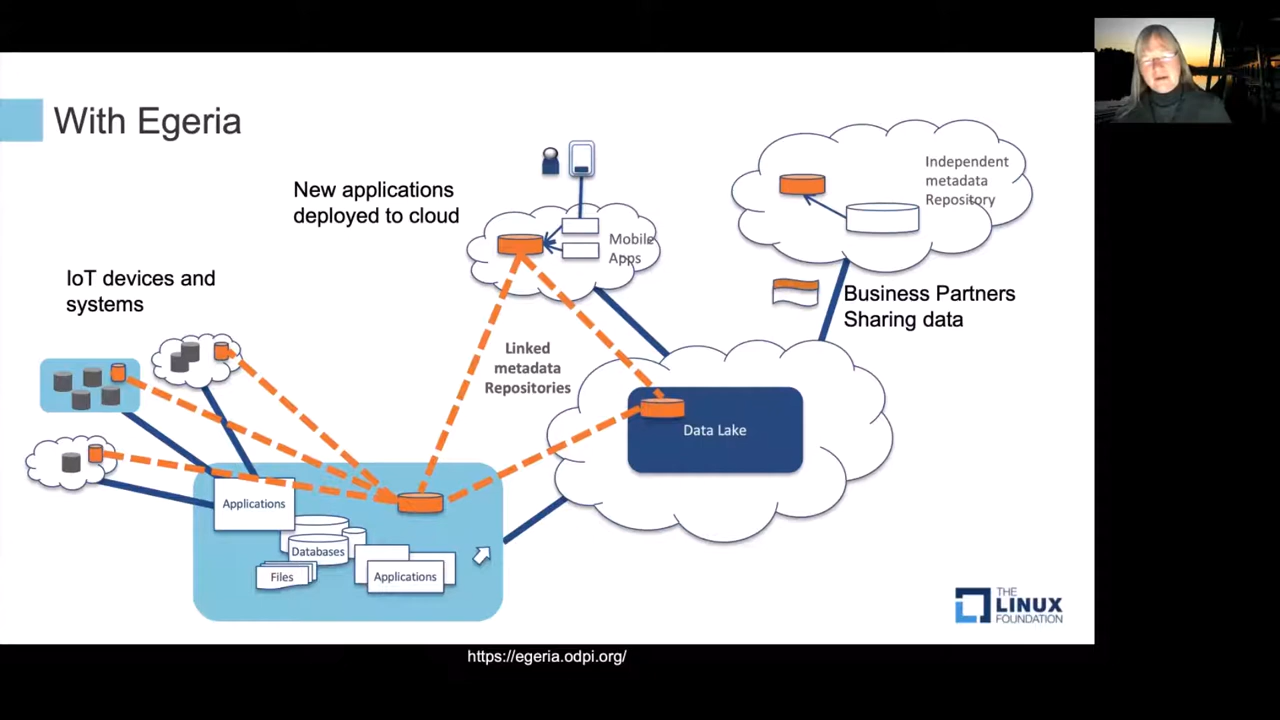 With Egeria
New applications
deployed to cloud
Independent
metadata
Repository
Mobile
Apps
IoT devices and
systems
Business Partners
Sharing data
Linked
metadata
Repositories
Data Lake
Applications
Databases
Files
Applications
THE
LINUX
FOUNDATION
https://egeria.odpi.org/